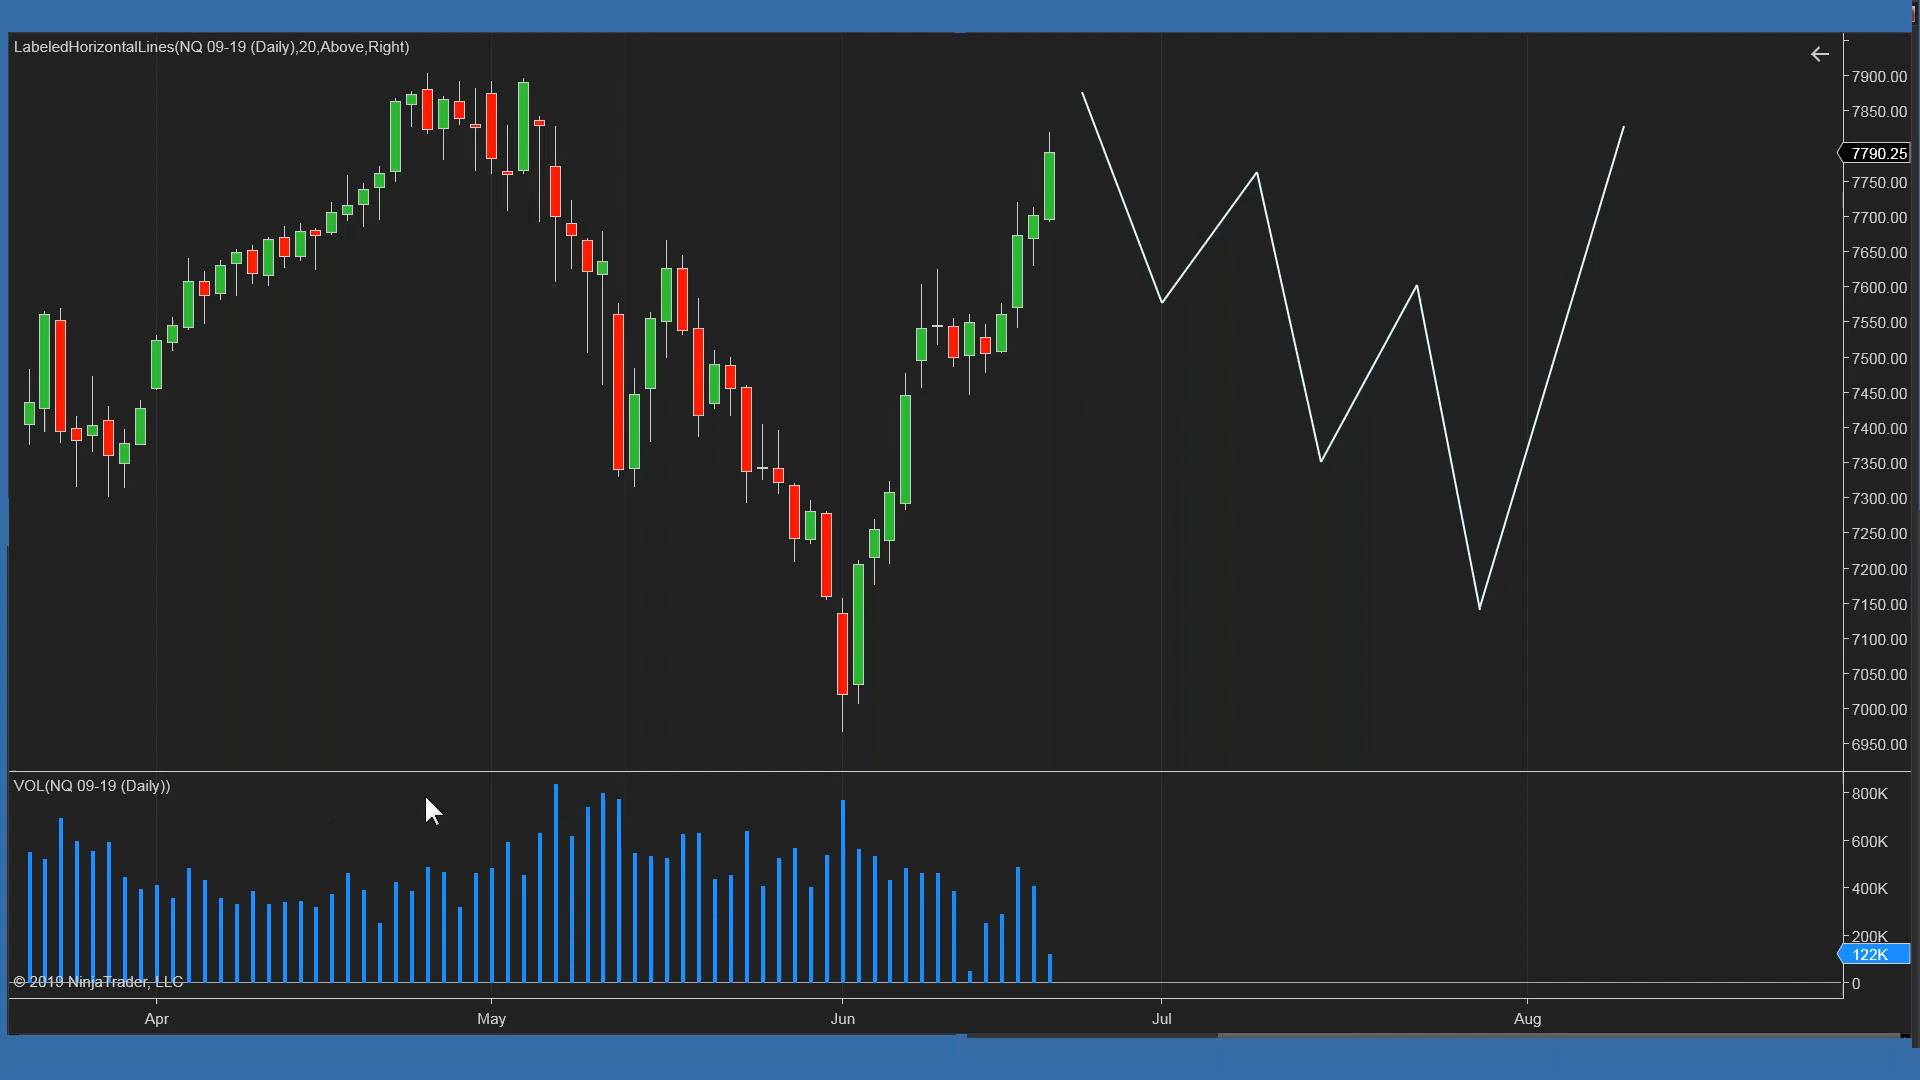 LabeledHorizontalLines(NQ 09-19 (Daily),20,Above,Right)
7900.00
7850.00
7790.25
7750.00
7700.00
7650.00
7600.00
7550.00
7500.00
7450.00
7400.00
7350.00
7300.00
7250.00
7200.00
7150.00
7100.00
7050.00
7000.00
6950.00
VOL(NQ 09-19 (Daily))
800K
600K
400K
200K
122K
0
© 2019 NinjaTrader, LLC
Apr May Jun Jul Aug